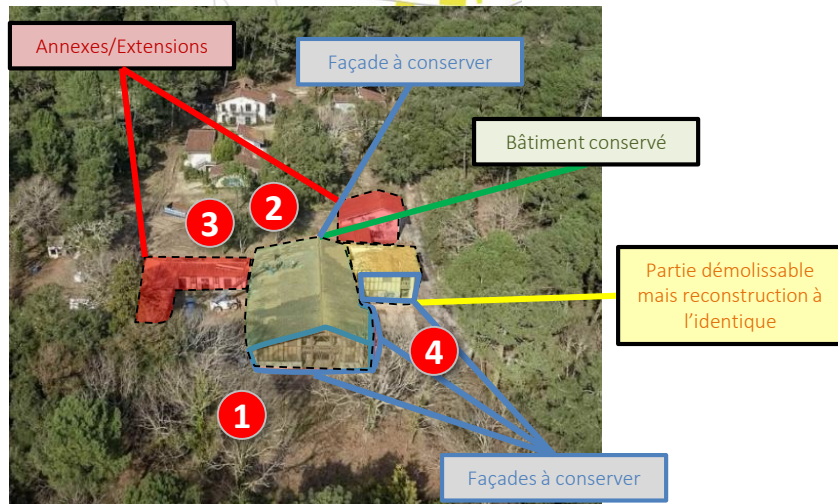 Annexes/Extensions
Façade à conserver
Bâtiment conservé
Partie démolissable
mais reconstruction à
l'identique
3
2
4
1
Façades à conserver